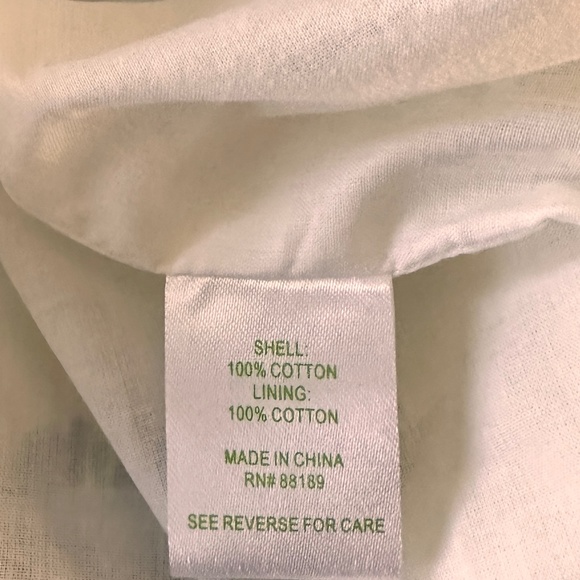 SHELL:
100% COTTON
LINING:
100% COTTON
MADE IN CHINA
RN# 88189
SEE REVERSE FOR CARE